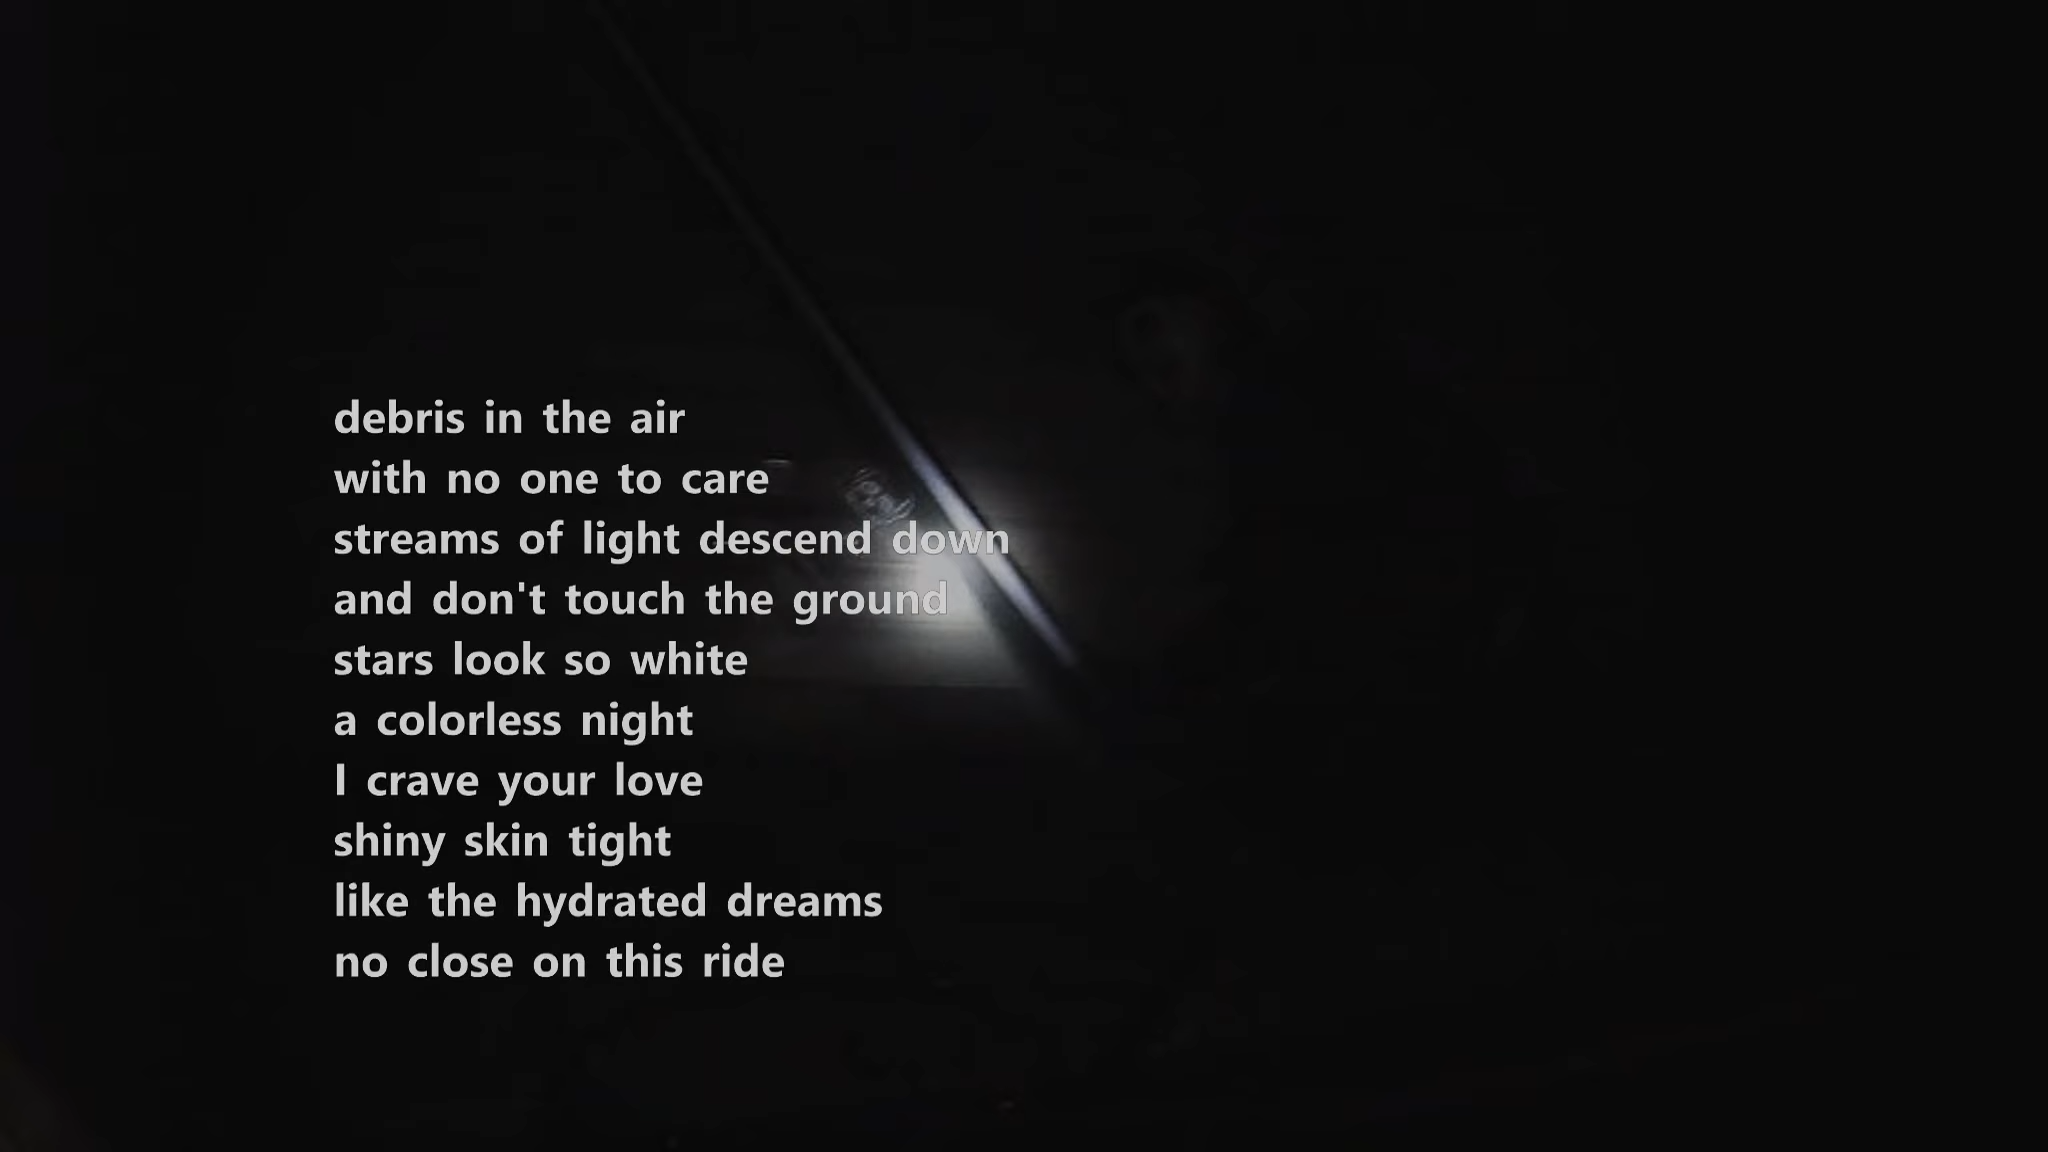 debris in the air
with no one to care
streams of light descend down
and don't touch the ground
stars look so white
a colorless night
I crave your love
shiny skin tight
like the hydrated dreams
no close on this ride